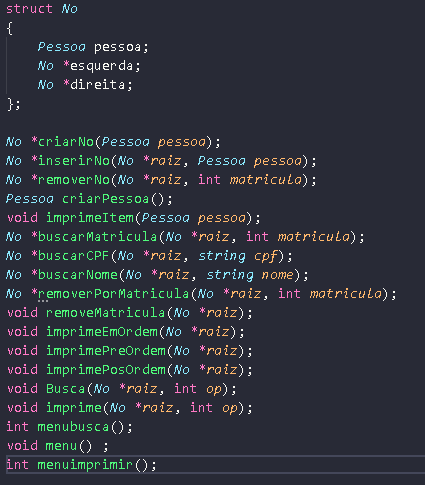 struct No
{
    Pessoa pessoa;
    No *esquerda;
    No *direita;
};
No *criarNo(Pessoa pessoa);
No *inserirNo(No *raiz, Pessoa pessoa);
No *removerNo(No *raiz, int matricula);
Pessoa criarPessoa();
void imprimeItem(Pessoa pessoa);
No *buscarMatricula(No *raiz, int matricula);
No *buscarCPF(No *raiz, string cpf);
No *buscarNome(No *raiz, string nome);
No *removerPorMatricula(No *raiz, int matricula);
void removeMatricula(No *raiz);
void imprimeEmOrdem(No *raiz);
void imprimePreOrdem(No *raiz);
void imprimePosOrdem(No *raiz);
void Busca(No *raiz, int op);
void imprime(No *raiz, int op);
int menubusca();
void menu() ;
int menuimprimir();